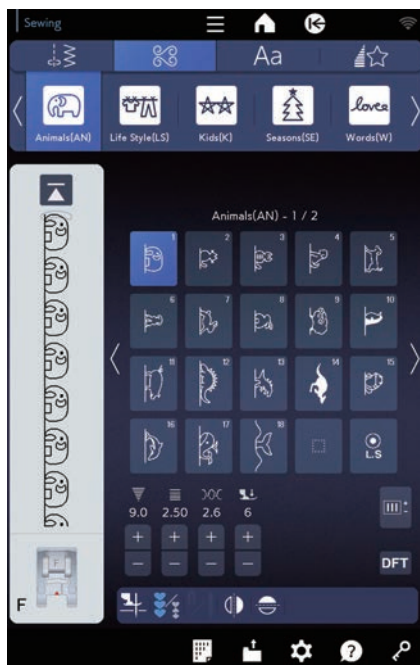 Sewing
Aa
Animals(AN) Life Style(LS) Kids(K) Seasons(SE) Words(W)
Animals(AN) - 1 / 2
1 2 3 4 5
6 7 8 9 10
11 12 13 14 15
16 17 18
L.S
9.0 2.50 2.6 6
+ + + +
- - - -
DFT
F
?